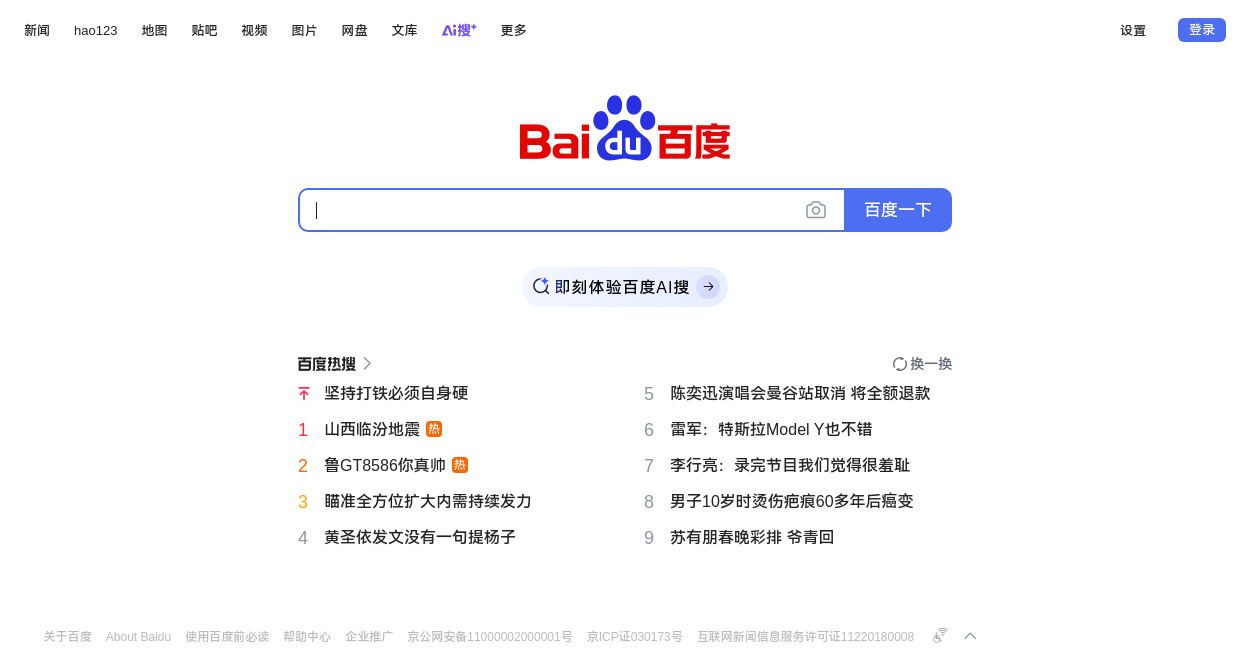 新闻 hao123 地图 贴吧 视频 图片 网盘 文库 Ai搜+ 更多 设置 登录
Bai du 百度
百度一下
即刻体验百度AI搜
百度热搜 换一换
坚持打铁必须自身硬
1 山西临汾地震 热
2 鲁GT8586你真帅 热
3 瞄准全方位扩大内需持续发力
4 黄圣依发文没有一句提杨子
5 陈奕迅演唱会曼谷站取消 将全额退款
6 雷军：特斯拉Model Y也不错
7 李行亮：录完节目我们觉得很羞耻
8 男子10岁时烫伤疤痕60多年后癌变
9 苏有朋春晚彩排 爷青回
关于百度 About Baidu 使用百度前必读 帮助中心 企业推广 京公网安备11000002000001号 京ICP证030173号 互联网新闻信息服务许可证11220180008